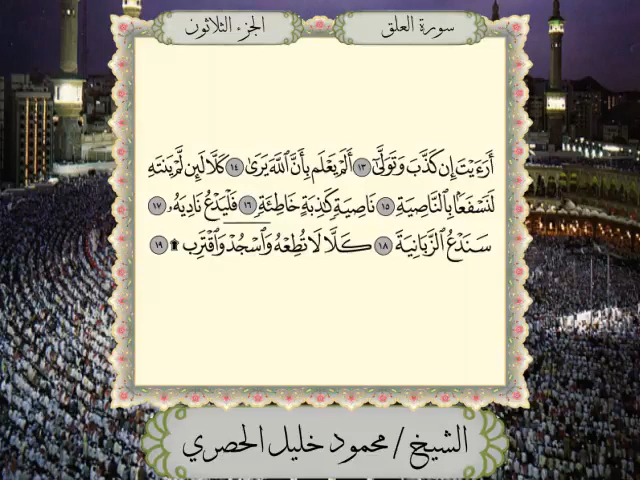 سورة العلق
الجزء الثلاثون
أَرَءَيْتَ إِن كَذَّبَ وَتَوَلَّىٰٓ ١٣ أَلَمْ يَعْلَم بِأَنَّ ٱللَّهَ يَرَىٰ ١٤ كَلَّا لَئِن لَّمْ يَنتَهِ
لَنَسْفَعًۢا بِٱلنَّاصِيَةِ ١٥ نَاصِيَةٍ كَٰذِبَةٍ خَاطِئَةٍ ١٦ فَلْيَدْعُ نَادِيَهُۥ ١٧
سَنَدْعُ ٱلزَّبَانِيَةَ ١٨ كَلَّا لَا تُطِعْهُ وَٱسْجُدْ وَٱقْتَرِب ۩ ١٩
الشيخ / محمود خليل الحصري